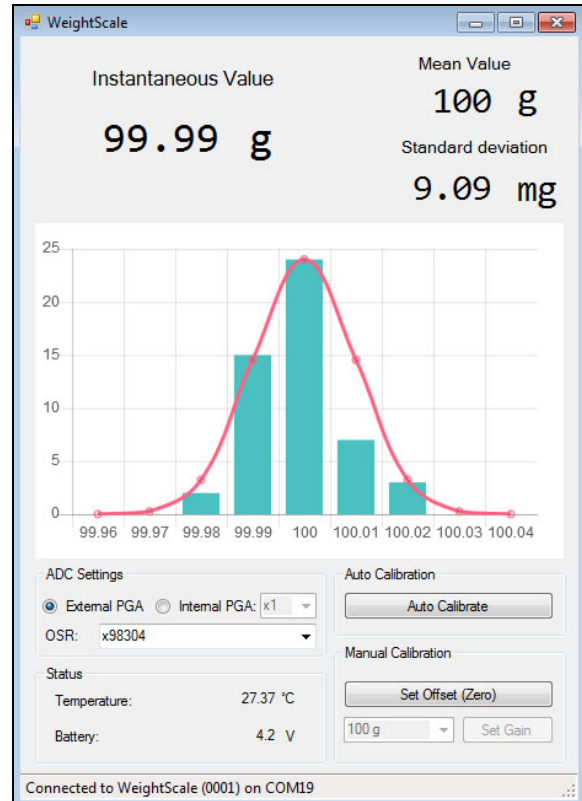 WeightScale
Instantaneous Value
99.99 g
Mean Value
100 g
Standard deviation
9.09 mg
25
20
15
10
5
0
99.96 99.97 99.98 99.99 100 100.01 100.02 100.03 100.04
ADC Settings
External PGA Internal PGA: x1
OSR: x98304
Status
Temperature: 27.37 °C
Battery: 4.2 V
Auto Calibration
Auto Calibrate
Manual Calibration
Set Offset (Zero)
100 g Set Gain
Connected to WeightScale (0001) on COM19